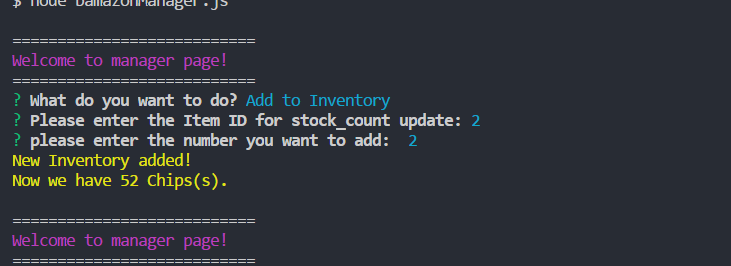 $ node bamazonManager.js
===========================
Welcome to manager page!
===========================
? What do you want to do? Add to Inventory
? Please enter the Item ID for stock_count update: 2
? please enter the number you want to add:  2
New Inventory added!
Now we have 52 Chips(s).
===========================
Welcome to manager page!
===========================